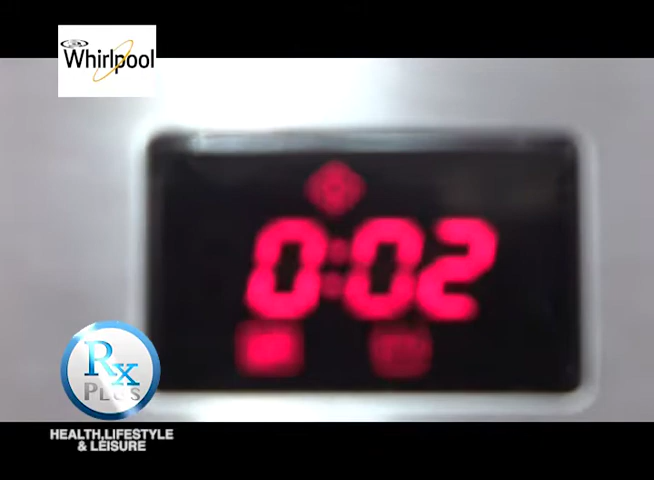 Whirlpool
0:02
Rx
PLUS
HEALTH,LIFESTYLE
& LEISURE